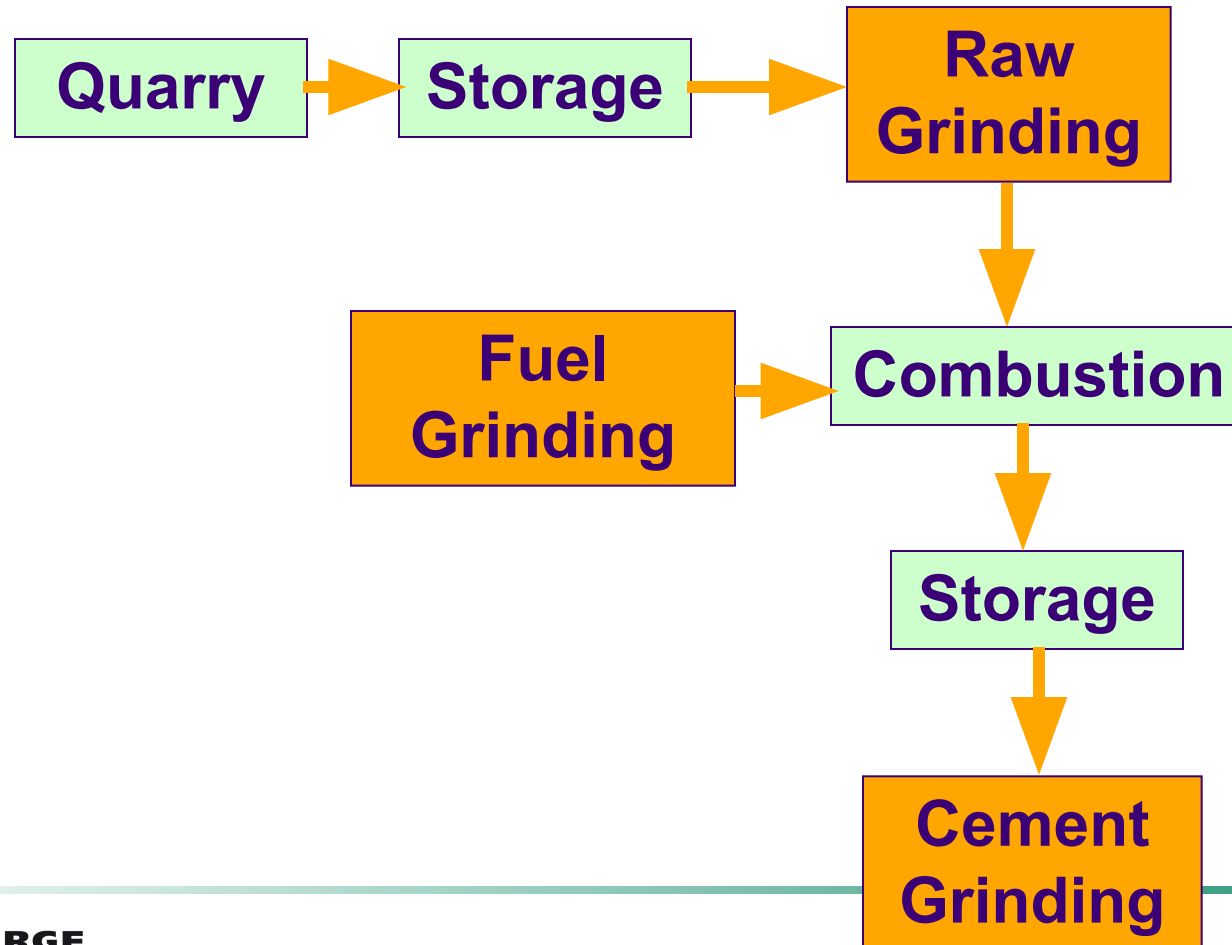 Quarry
Storage
Raw
Grinding
Fuel
Grinding
Combustion
Storage
Cement
Grinding